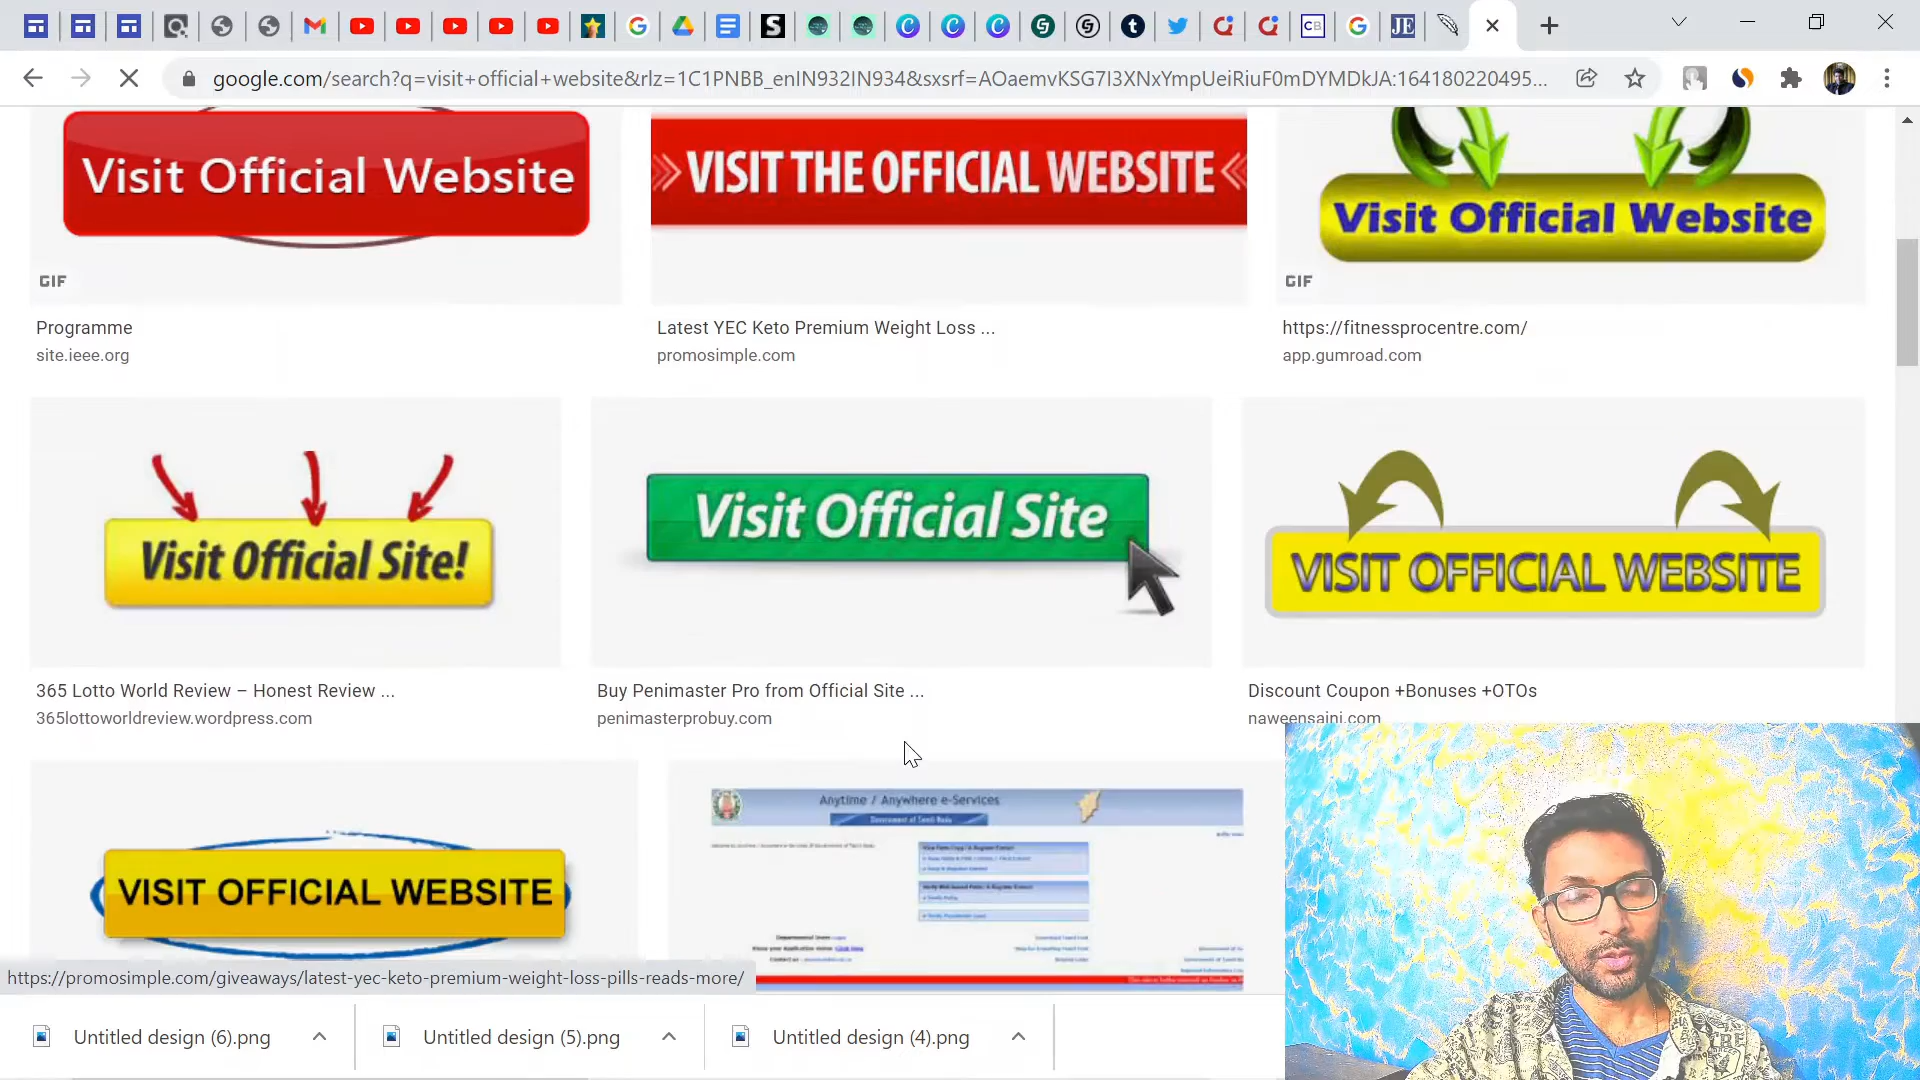 google.com/search?q=visit+official+website&rlz=1C1PNBB_enIN932IN934&sxsrf=AOaemvKSG7I3XNxYmpUeiRiuF0mDYMDkJA:164180220495...
Visit Official Website
VISIT THE OFFICIAL WEBSITE
Visit Official Website
GIF
GIF
Programme
Latest YEC Keto Premium Weight Loss ...
https://fitnessprocentre.com/
site.ieee.org
promosimple.com
app.gumroad.com
Visit Official Site!
Visit Official Site
VISIT OFFICIAL WEBSITE
365 Lotto World Review – Honest Review ...
Buy Penimaster Pro from Official Site ...
Discount Coupon +Bonuses +OTOs
365lottoworldreview.wordpress.com
penimasterprobuy.com
naweensaini.com
VISIT OFFICIAL WEBSITE
Anytime / Anywhere e-Services
Government of Tamil Nadu
https://promosimple.com/giveaways/latest-yec-keto-premium-weight-loss-pills-reads-more/
Untitled design (6).png
Untitled design (5).png
Untitled design (4).png